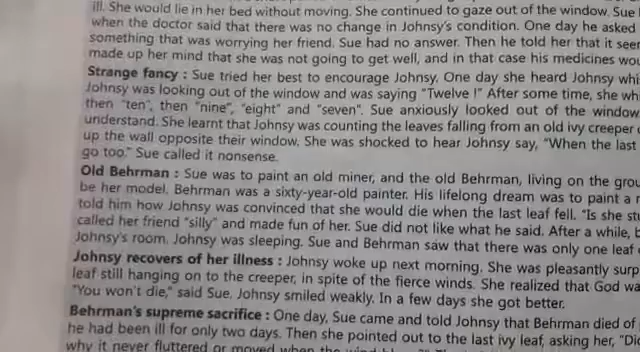 ill. She would lie in her bed without moving. She continued to gaze out of the window. Sue
when the doctor said that there was no change in Johnsy's condition. One day he asked
something that was worrying her friend. Sue had no answer. Then he told her that it
made up her mind that she was not going to get well, and in that case his medicines
Strange fancy : Sue tried her best to encourage Johnsy. One day she heard Johnsy
Johnsy was looking out of the window and was saying "Twelve !" After some time, she
then "ten", then "nine", "eight" and "seven". Sue anxiously looked out of the window
understand. She learnt that Johnsy was counting the leaves falling from an old ivy creeper
up the wall opposite their window. She was shocked to hear Johnsy say, "When the last
go too." Sue called it nonsense.
Old Behrman : Sue was to paint an old miner, and the old Behrman, living on the
be her model. Behrman was a sixty-year-old painter. His lifelong dream was to paint a
told him how Johnsy was convinced that she would die when the last leaf fell. "Is she
called her friend "silly" and made fun of her. Sue did not like what he said. After a while,
Johnsy's room. Johnsy was sleeping. Sue and Behrman saw that there was only one leaf
Johnsy recovers of her illness : Johnsy woke up next morning. She was pleasantly
leaf still hanging on to the creeper, in spite of the fierce winds. She realized that God
"You won't die," said Sue. Johnsy smiled weakly. In a few days she got better.
Behrman's supreme sacrifice : One day, Sue came and told Johnsy that Behrman died of
he had been ill for only two days. Then she pointed out to the last ivy leaf, asking her,
why it never fluttered or moved when the wind